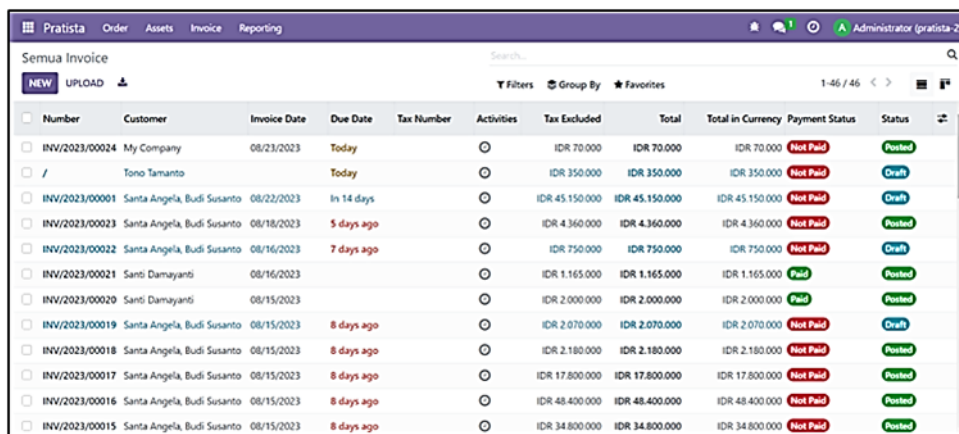 Pratista Order Assets Invoice Reporting 1 A Administrator (pratista-2
Semua Invoice Search...
NEW UPLOAD Filters Group By Favorites 1-46 / 46 < >
Number Customer Invoice Date Due Date Tax Number Activities Tax Excluded Total Total in Currency Payment Status Status
INV/2023/00024 My Company 08/23/2023 Today IDR 70.000 IDR 70.000 IDR 70.000 Not Paid Posted
/ Tono Tamanto Today IDR 350.000 IDR 350.000 IDR 350.000 Not Paid Draft
INV/2023/00001 Santa Angela, Budi Susanto 08/22/2023 In 14 days IDR 45.150.000 IDR 45.150.000 IDR 45.150.000 Not Paid Draft
INV/2023/00023 Santa Angela, Budi Susanto 08/18/2023 5 days ago IDR 4.360.000 IDR 4.360.000 IDR 4.360.000 Not Paid Posted
INV/2023/00022 Santa Angela, Budi Susanto 08/16/2023 7 days ago IDR 750.000 IDR 750.000 IDR 750.000 Not Paid Draft
INV/2023/00021 Santi Damayanti 08/16/2023 IDR 1.165.000 IDR 1.165.000 IDR 1.165.000 Paid Posted
INV/2023/00020 Santi Damayanti 08/15/2023 IDR 2.000.000 IDR 2.000.000 IDR 2.000.000 Paid Posted
INV/2023/00019 Santa Angela, Budi Susanto 08/15/2023 8 days ago IDR 2.070.000 IDR 2.070.000 IDR 2.070.000 Not Paid Draft
INV/2023/00018 Santa Angela, Budi Susanto 08/15/2023 8 days ago IDR 2.180.000 IDR 2.180.000 IDR 2.180.000 Not Paid Posted
INV/2023/00017 Santa Angela, Budi Susanto 08/15/2023 8 days ago IDR 17.800.000 IDR 17.800.000 IDR 17.800.000 Not Paid Posted
INV/2023/00016 Santa Angela, Budi Susanto 08/15/2023 8 days ago IDR 48.400.000 IDR 48.400.000 IDR 48.400.000 Not Paid Posted
INV/2023/00015 Santa Angela, Budi Susanto 08/15/2023 8 days ago IDR 34.800.000 IDR 34.800.000 IDR 34.800.000 Not Paid Posted